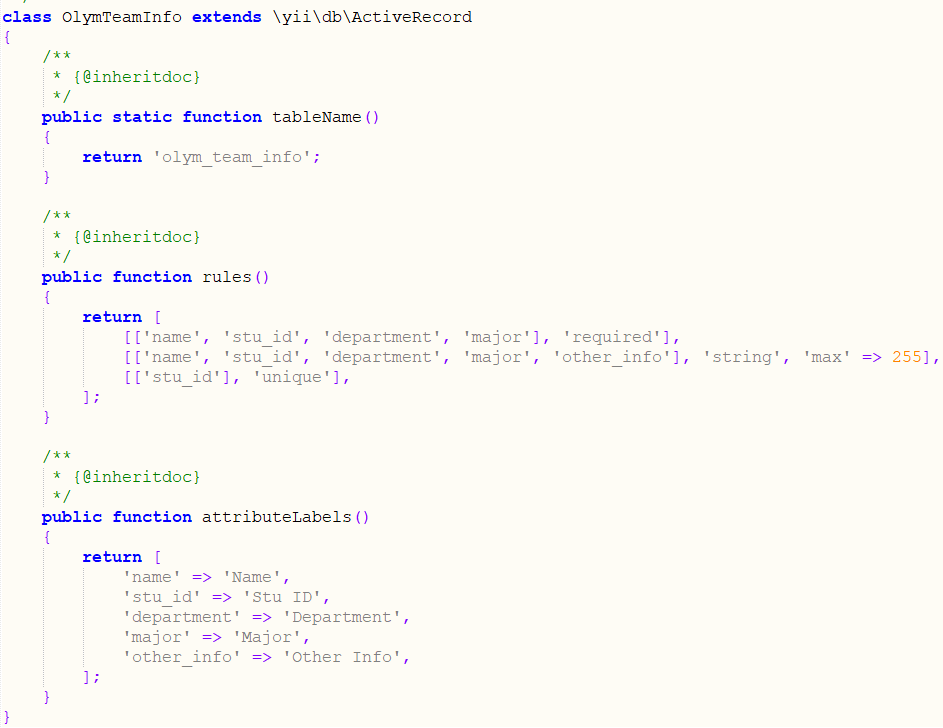 class OlymTeamInfo extends \yii\db\ActiveRecord
{
    /**
     * {@inheritdoc}
     */
    public static function tableName()
    {
        return 'olym_team_info';
    }

    /**
     * {@inheritdoc}
     */
    public function rules()
    {
        return [
            [['name', 'stu_id', 'department', 'major'], 'required'],
            [['name', 'stu_id', 'department', 'major', 'other_info'], 'string', 'max' => 255],
            [['stu_id'], 'unique'],
        ];
    }

    /**
     * {@inheritdoc}
     */
    public function attributeLabels()
    {
        return [
            'name' => 'Name',
            'stu_id' => 'Stu ID',
            'department' => 'Department',
            'major' => 'Major',
            'other_info' => 'Other Info',
        ];
    }
}